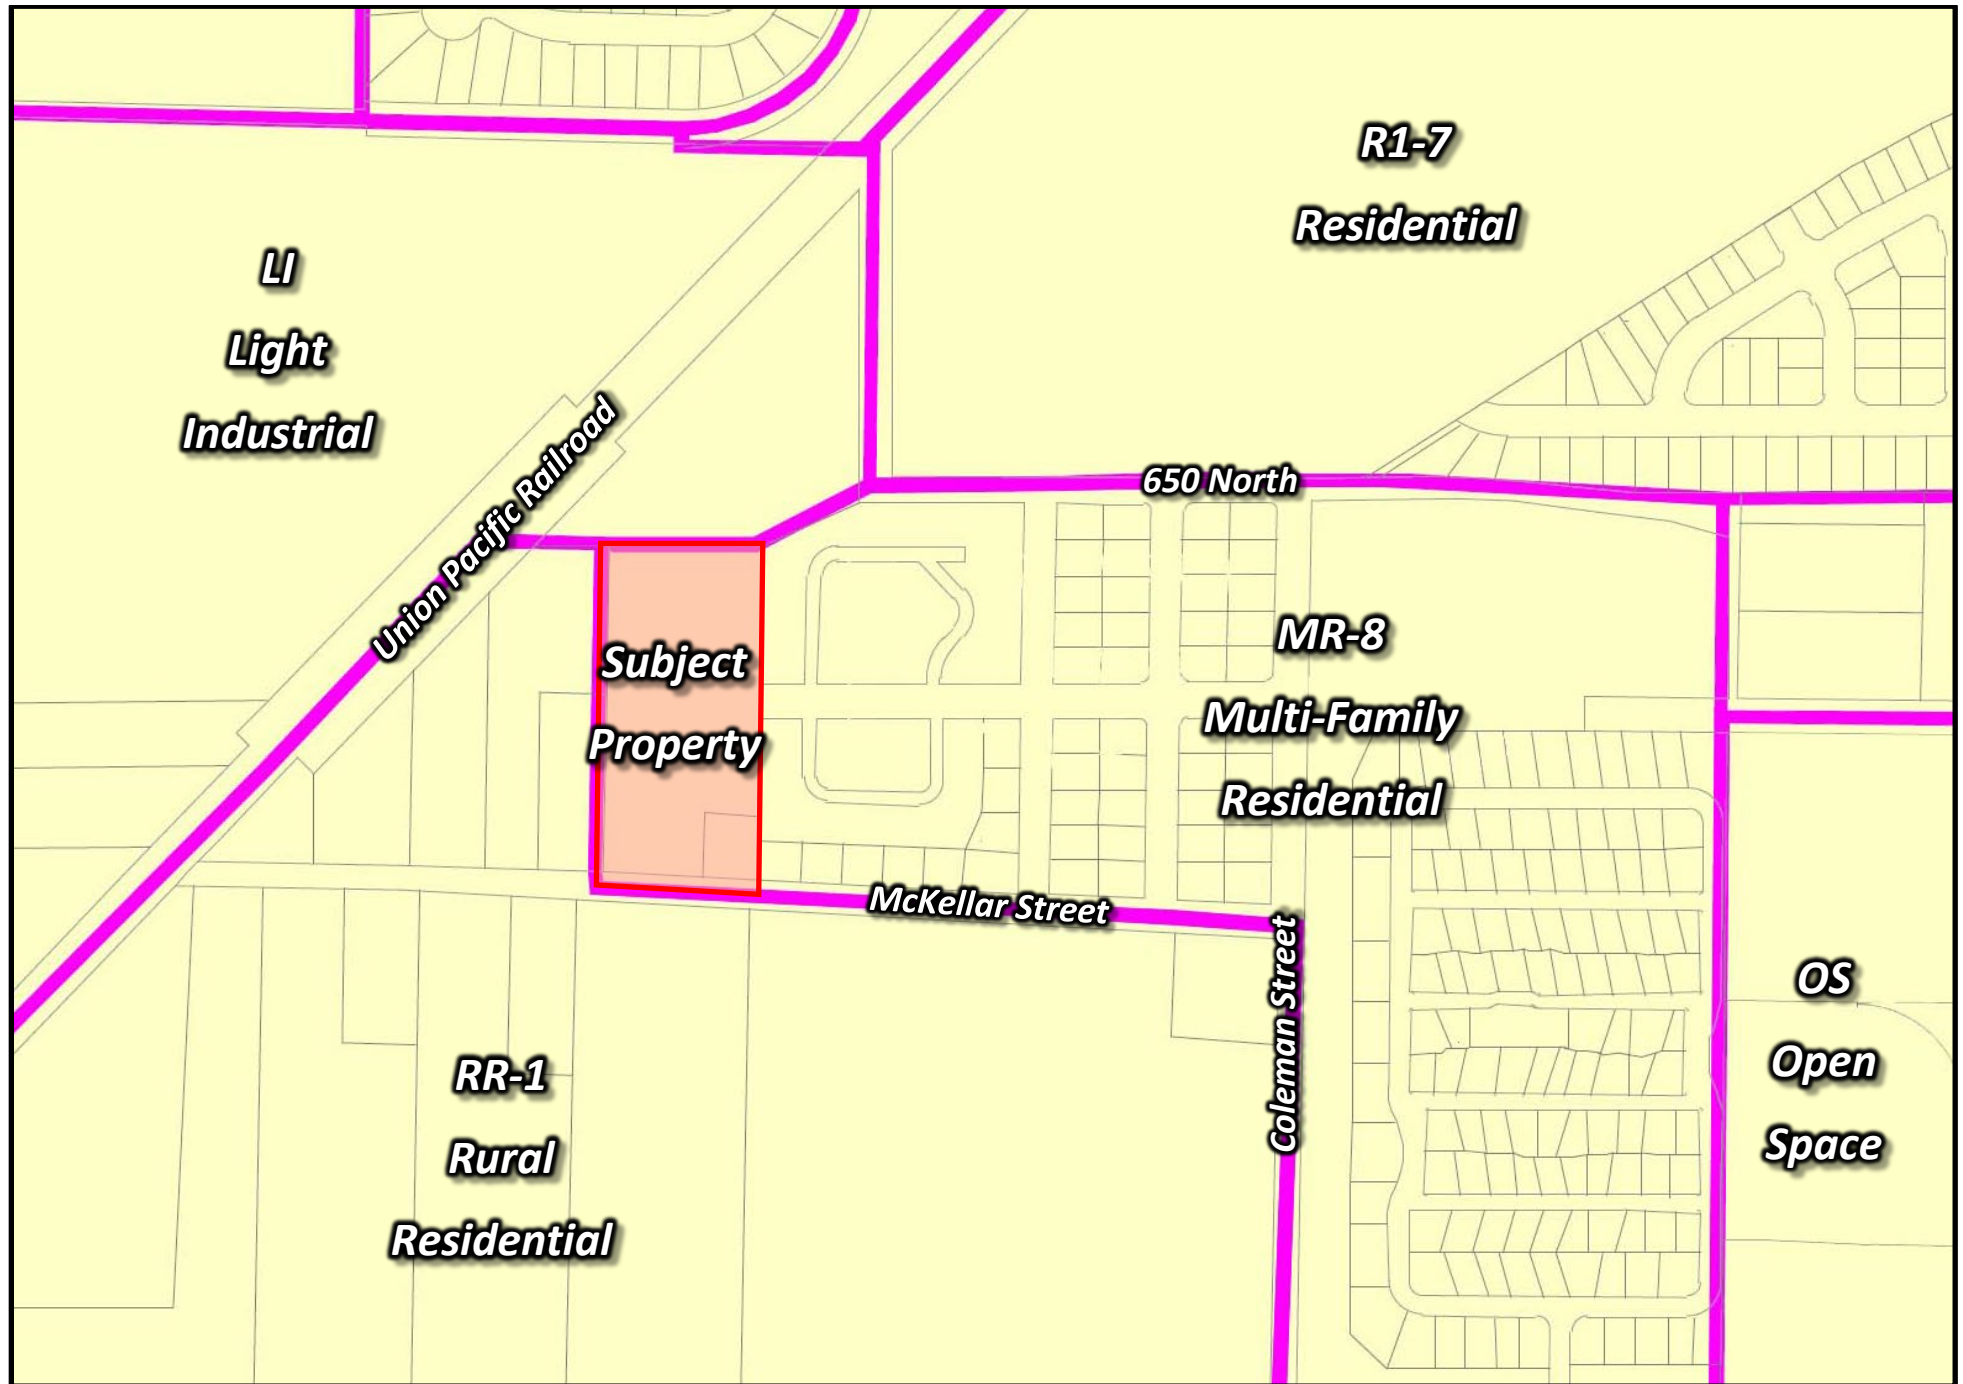 R1-7
Residential
LI
Light
Industrial
Union Pacific Railroad
650 North
Subject
Property
MR-8
Multi-Family
Residential
McKellar Street
Coleman Street
OS
Open
Space
RR-1
Rural
Residential